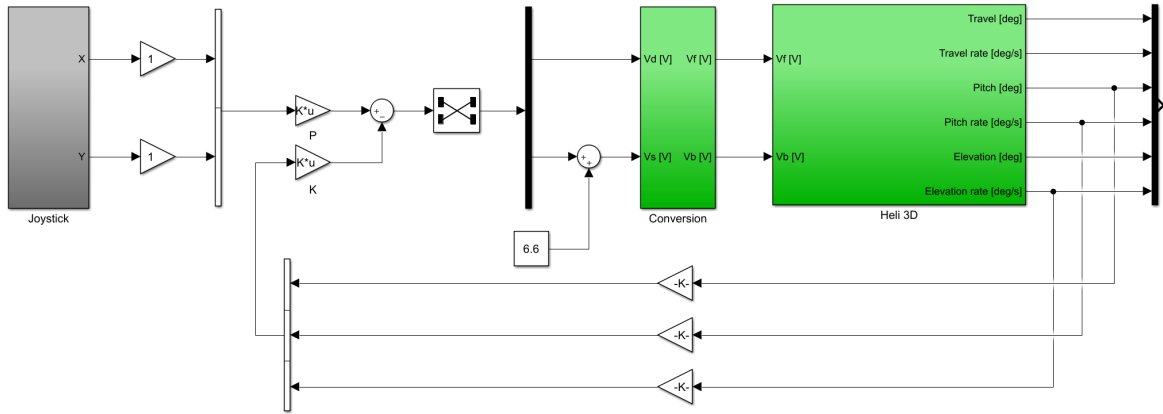 X
Y
Joystick
1
1
K*u
P
K*u
K
+
−
+
+
6.6
Vd [V]
Vs [V]
Vf [V]
Vb [V]
Conversion
Vf [V]
Vb [V]
Travel [deg]
Travel rate [deg/s]
Pitch [deg]
Pitch rate [deg/s]
Elevation [deg]
Elevation rate [deg/s]
Heli 3D
-K-
-K-
-K-